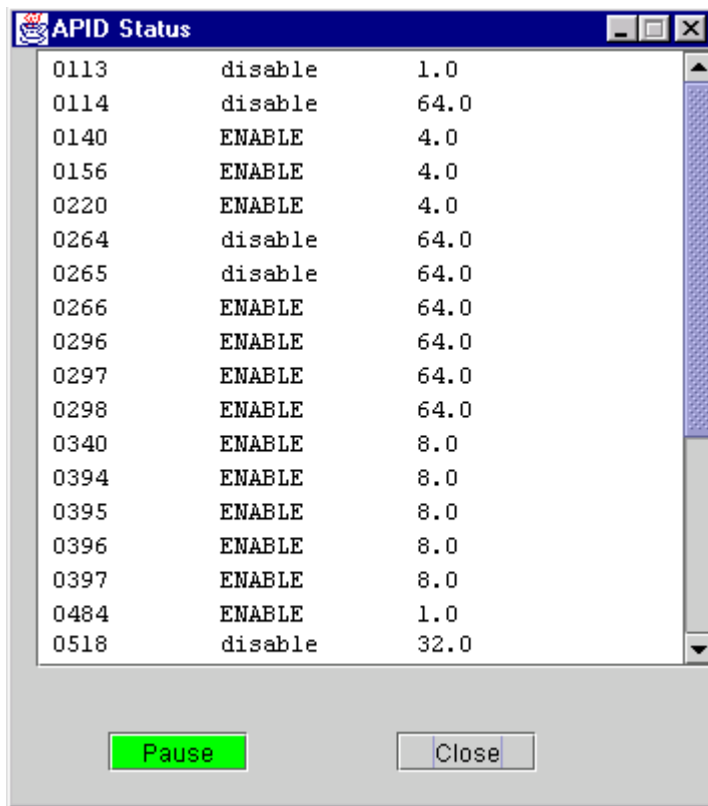 APID Status
0113 disable 1.0
0114 disable 64.0
0140 ENABLE 4.0
0156 ENABLE 4.0
0220 ENABLE 4.0
0264 disable 64.0
0265 disable 64.0
0266 ENABLE 64.0
0296 ENABLE 64.0
0297 ENABLE 64.0
0298 ENABLE 64.0
0340 ENABLE 8.0
0394 ENABLE 8.0
0395 ENABLE 8.0
0396 ENABLE 8.0
0397 ENABLE 8.0
0484 ENABLE 1.0
0518 disable 32.0
Pause Close